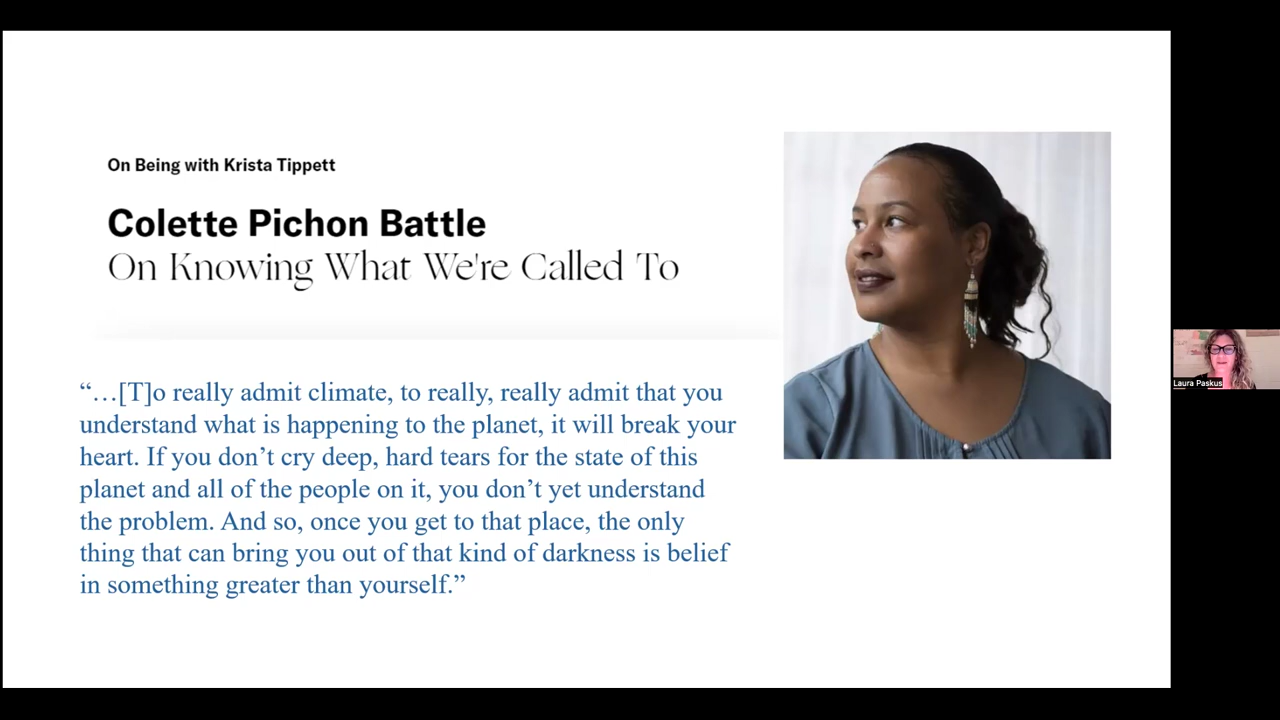 On Being with Krista Tippett
Colette Pichon Battle
On Knowing What We're Called To
“…[T]o really admit climate, to really, really admit that you
understand what is happening to the planet, it will break your
heart. If you don’t cry deep, hard tears for the state of this
planet and all of the people on it, you don’t yet understand
the problem. And so, once you get to that place, the only
thing that can bring you out of that kind of darkness is belief
in something greater than yourself.”
Laura Paskus